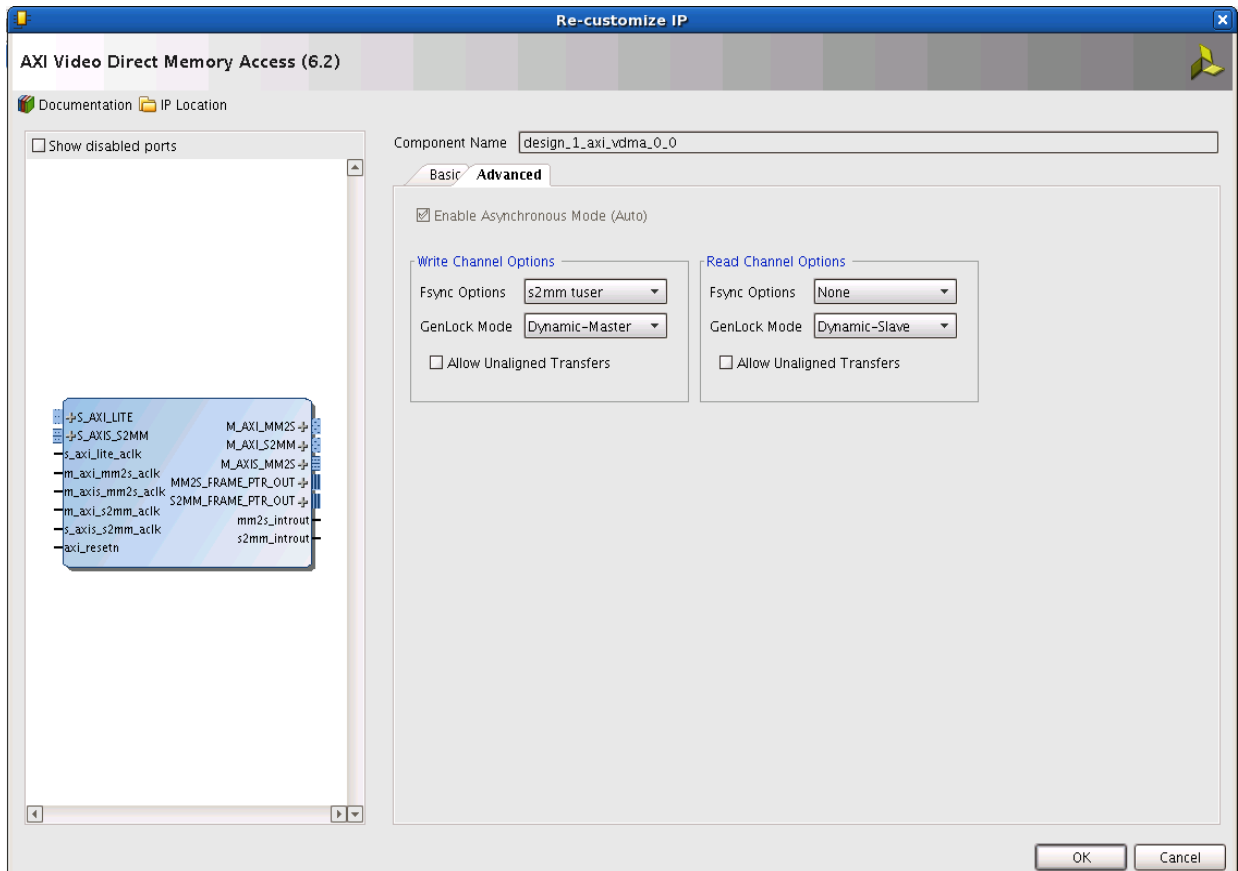 Re-customize IP
AXI Video Direct Memory Access (6.2)
Documentation IP Location
Show disabled ports
S_AXI_LITE
S_AXIS_S2MM
s_axi_lite_aclk
m_axi_mm2s_aclk
m_axis_mm2s_aclk
m_axi_s2mm_aclk
s_axis_s2mm_aclk
axi_resetn
M_AXI_MM2S
M_AXI_S2MM
M_AXIS_MM2S
MM2S_FRAME_PTR_OUT
S2MM_FRAME_PTR_OUT
mm2s_introut
s2mm_introut
Component Name design_1_axi_vdma_0_0
Basic Advanced
Enable Asynchronous Mode (Auto)
Write Channel Options
Fsync Options s2mm tuser
GenLock Mode Dynamic-Master
Allow Unaligned Transfers
Read Channel Options
Fsync Options None
GenLock Mode Dynamic-Slave
Allow Unaligned Transfers
OK Cancel